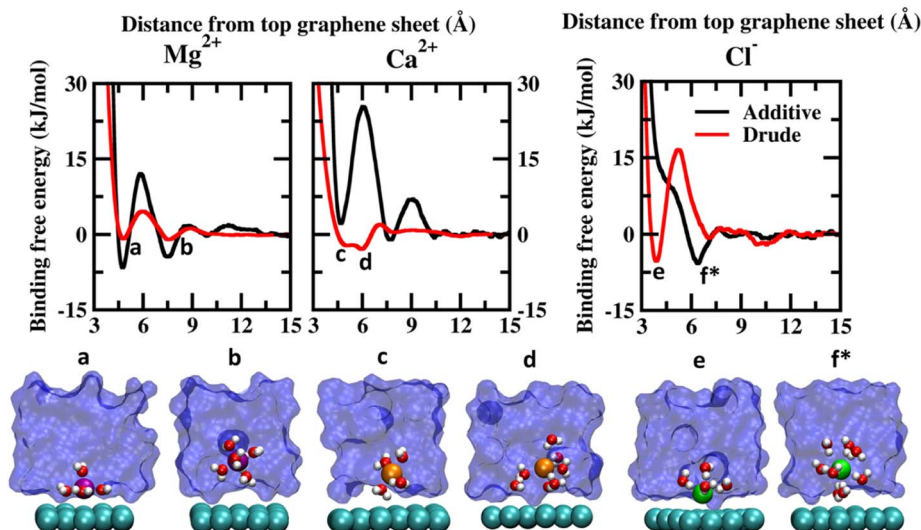 Distance from top graphene sheet (Å)
Distance from top graphene sheet (Å)
Mg2+
Ca2+
Cl-
Binding free energy (kJ/mol)
30
15
0
-15
3 6 9 12 15
a
b
3 6 9 12 15
c
d
30
15
0
-15
Binding free energy (kJ/mol)
30
15
0
-15
3 6 9 12 15
Additive
Drude
e
f*
a b c d e f*